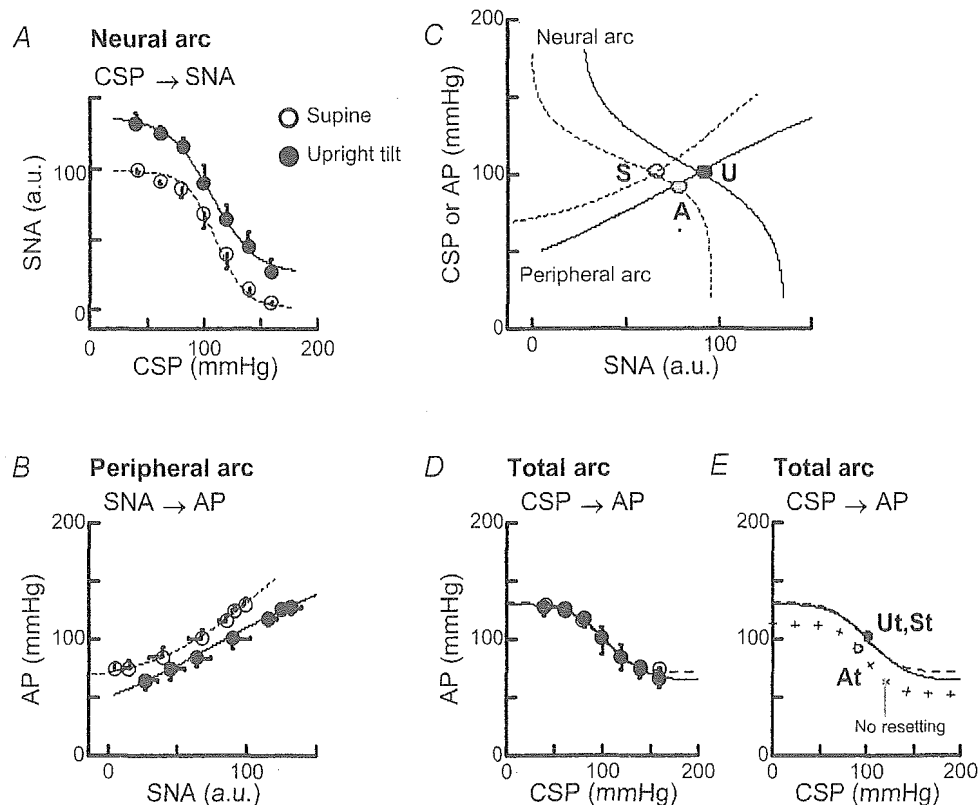 A Neural arc
CSP → SNA
Supine
Upright tilt
SNA (a.u.)
100
0
0 100 200
CSP (mmHg)
C
Neural arc
CSP or AP (mmHg)
200
100
0
S
U
A
Peripheral arc
0 100
SNA (a.u.)
B Peripheral arc
SNA → AP
AP (mmHg)
200
100
0
0 100
SNA (a.u.)
D Total arc
CSP → AP
AP (mmHg)
200
100
0
0 100 200
CSP (mmHg)
E Total arc
CSP → AP
200
100
0
Ut,St
At
No resetting
0 100 200
CSP (mmHg)